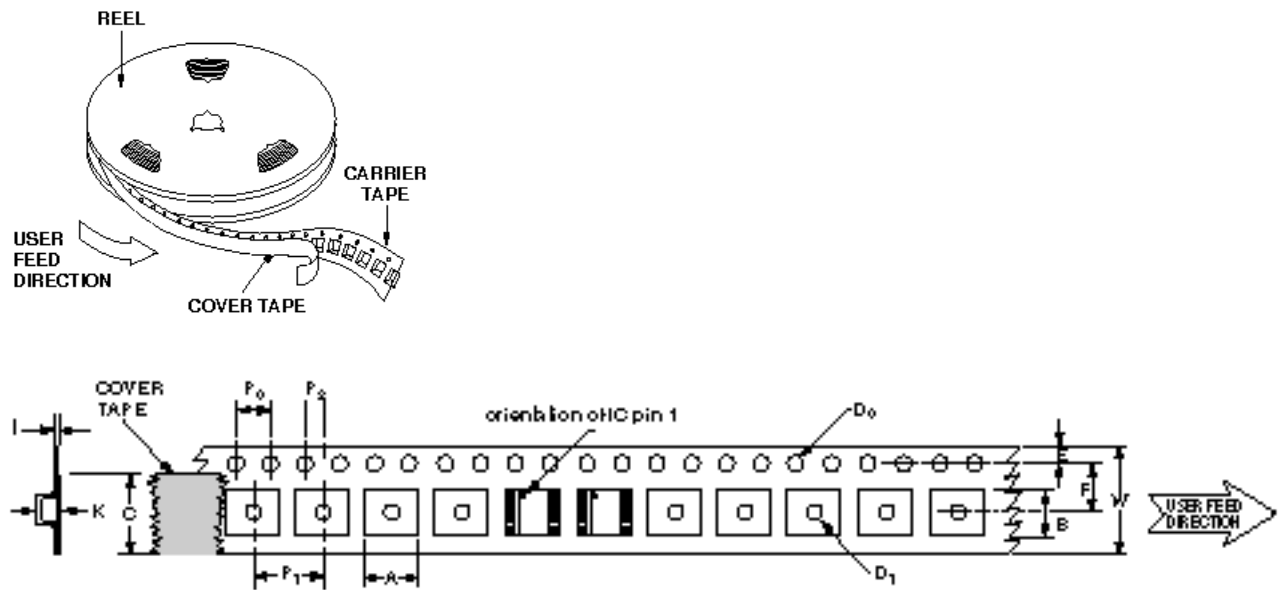 REEL
CARRIER
TAPE
USER
FEED
DIRECTION
COVER TAPE
COVER
TAPE
P0
P2
orientation of IC pin 1
D0
E
F
W
K
C
B
USER FEED
DIRECTION
P1
A
D1